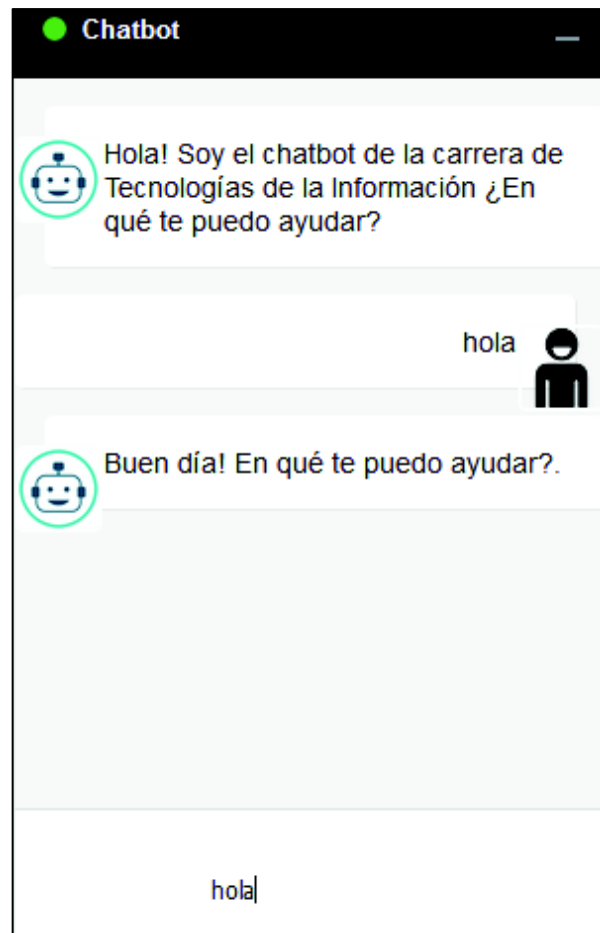 Chatbot
Hola! Soy el chatbot de la carrera de
Tecnologías de la Información ¿En
qué te puedo ayudar?
hola
Buen día! En qué te puedo ayudar?.
hola